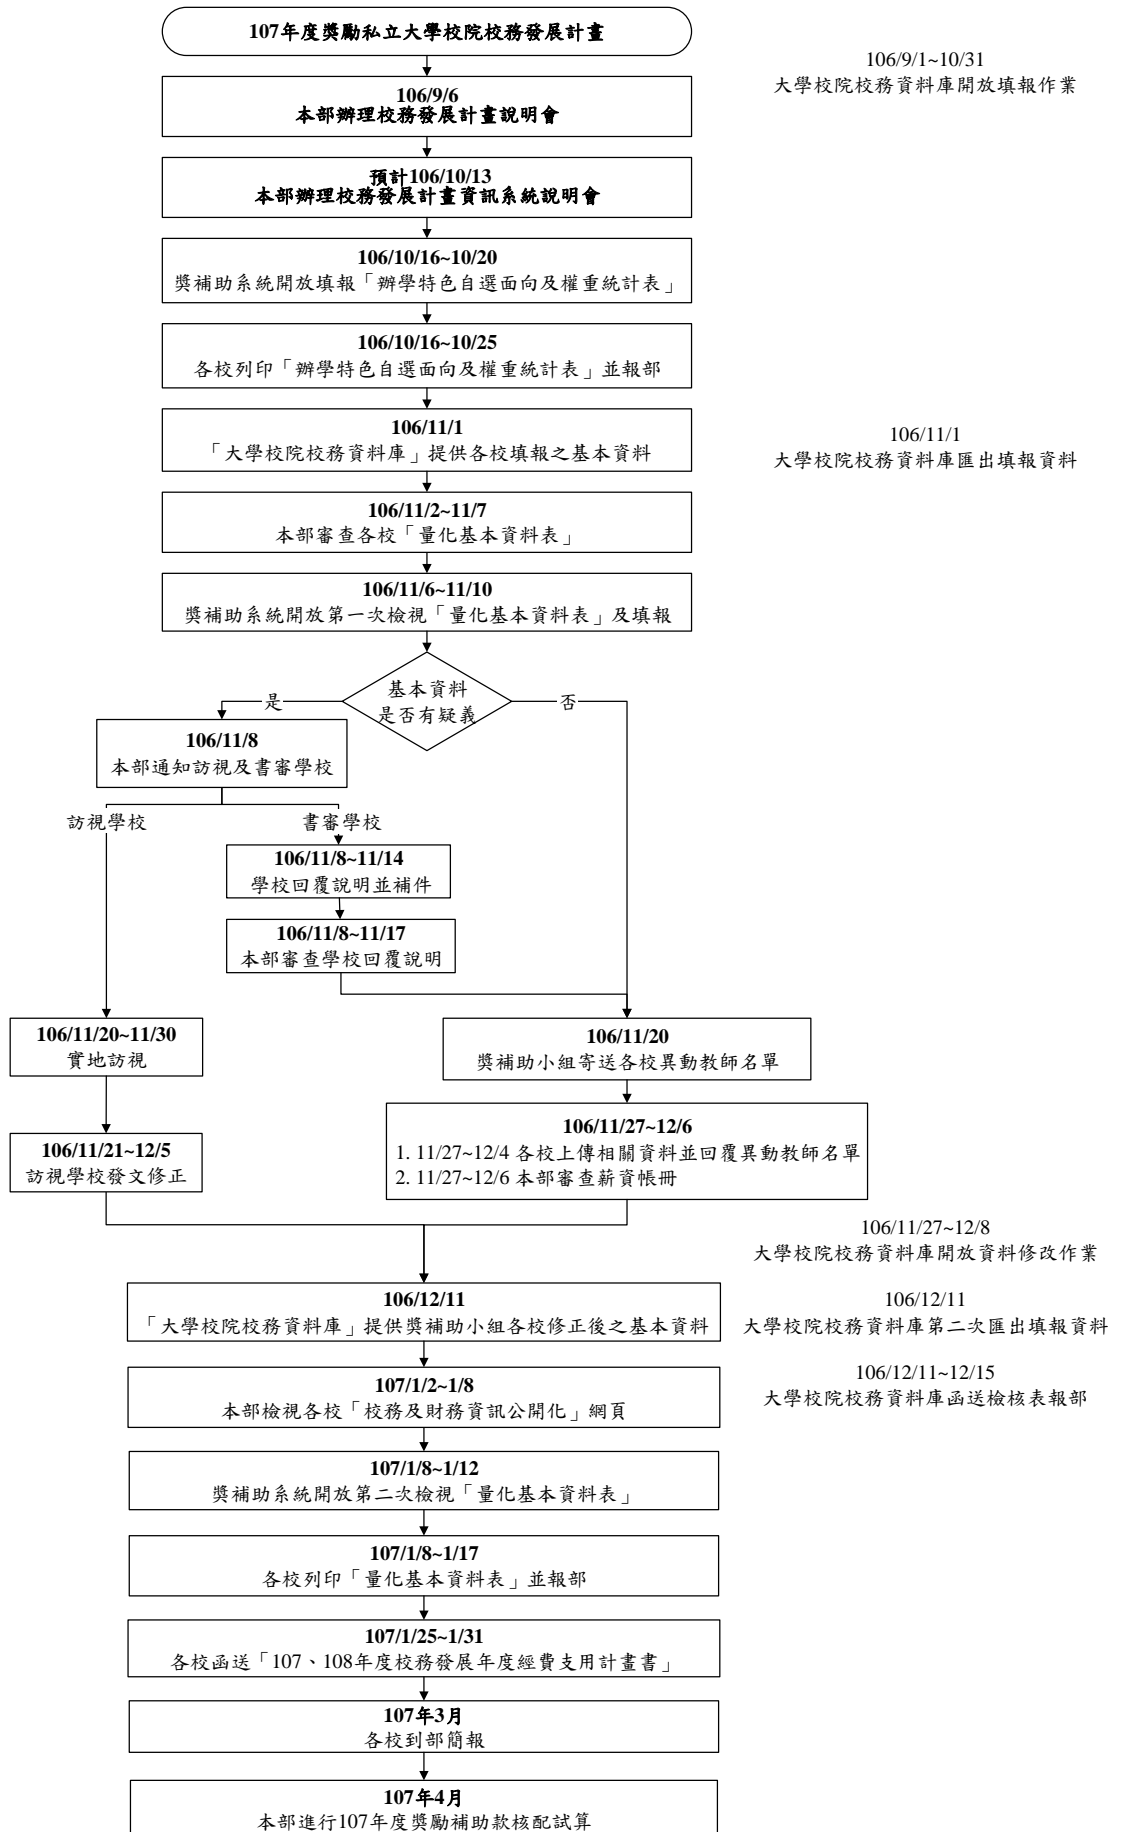 107年度獎勵私立大學校院校務發展計畫
106/9/1~10/31
大學校院校務資料庫開放填報作業
106/9/6
本部辦理校務發展計畫說明會
預計106/10/13
本部辦理校務發展計畫資訊系統說明會
106/10/16~10/20
獎補助系統開放填報「辦學特色自選面向及權重統計表」
106/10/16~10/25
各校列印「辦學特色自選面向及權重統計表」並報部
106/11/1
「大學校院校務資料庫」提供各校填報之基本資料
106/11/1
大學校院校務資料庫匯出填報資料
106/11/2~11/7
本部審查各校「量化基本資料表」
106/11/6~11/10
獎補助系統開放第一次檢視「量化基本資料表」及填報
基本資料
是否有疑義
是
否
106/11/8
本部通知訪視及書審學校
訪視學校
書審學校
106/11/8~11/14
學校回覆說明並補件
106/11/8~11/17
本部審查學校回覆說明
106/11/20~11/30
實地訪視
106/11/20
獎補助小組寄送各校異動教師名單
106/11/21~12/5
訪視學校發文修正
106/11/27~12/6
1. 11/27~12/4 各校上傳相關資料並回覆異動教師名單
2. 11/27~12/6 本部審查薪資帳冊
106/11/27~12/8
大學校院校務資料庫開放資料修改作業
106/12/11
「大學校院校務資料庫」提供獎補助小組各校修正後之基本資料
106/12/11
大學校院校務資料庫第二次匯出填報資料
106/12/11~12/15
大學校院校務資料庫函送檢核表報部
107/1/2~1/8
本部檢視各校「校務及財務資訊公開化」網頁
107/1/8~1/12
獎補助系統開放第二次檢視「量化基本資料表」
107/1/8~1/17
各校列印「量化基本資料表」並報部
107/1/25~1/31
各校函送「107、108年度校務發展年度經費支用計畫書」
107年3月
各校到部簡報
107年4月
本部進行107年度獎勵補助款核配試算